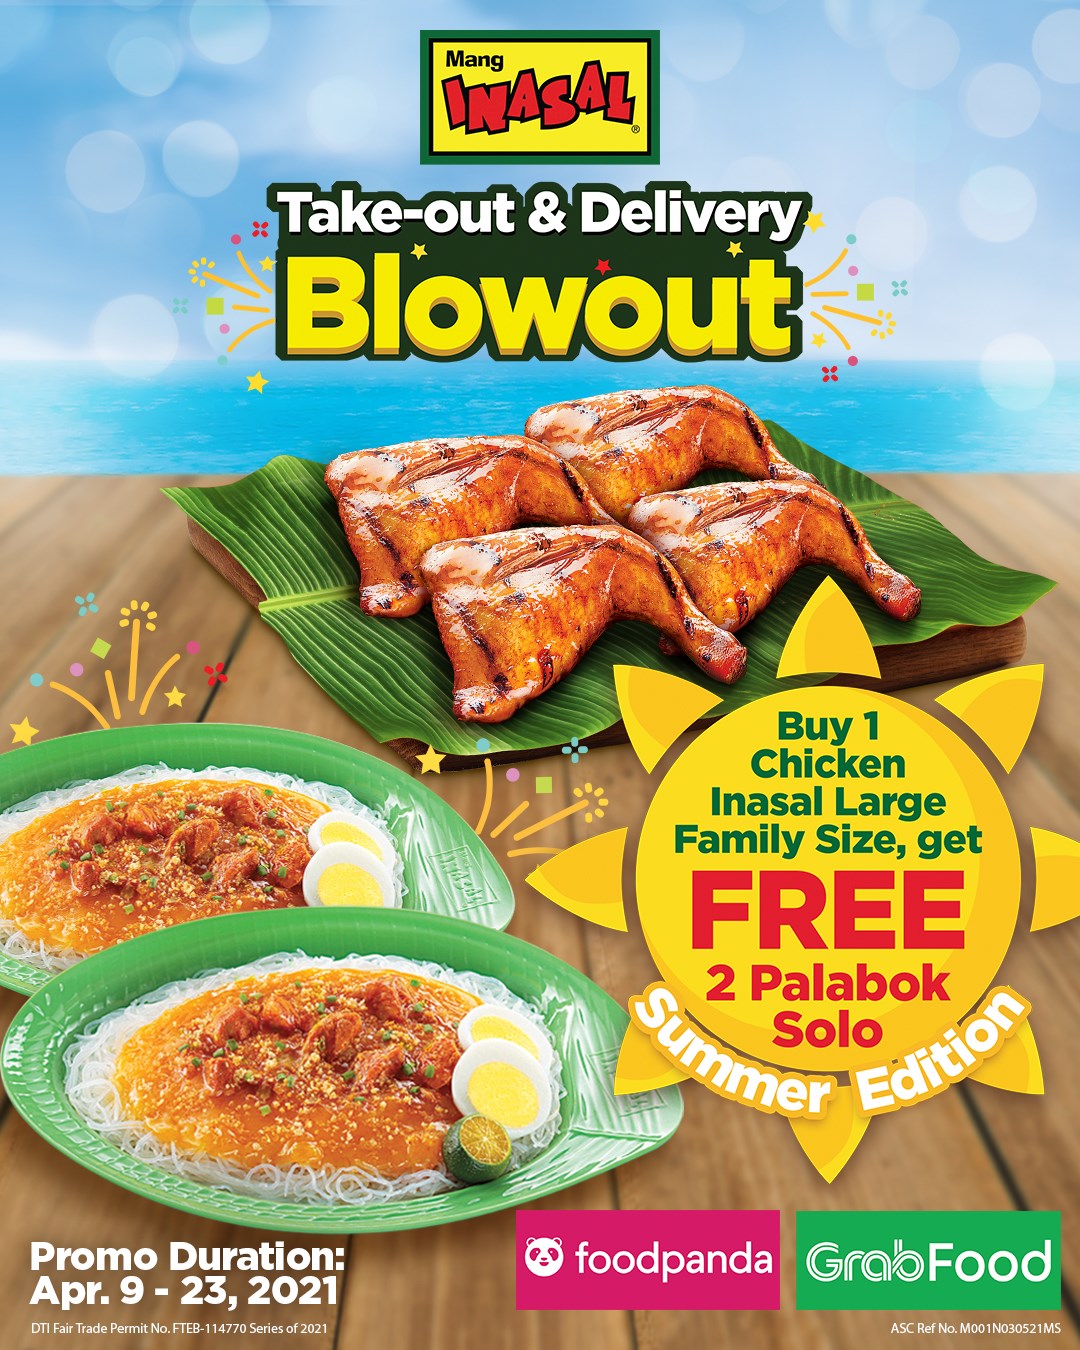 Mang
INASAL®
Take-out & Delivery
Blowout
Buy 1
Chicken
Inasal Large
Family Size, get
FREE
2 Palabok
Solo
Summer Edition
Promo Duration:
Apr. 9 - 23, 2021
DTI Fair Trade Permit No. FTEB-114770 Series of 2021
foodpanda
GrabFood
ASC Ref No. M001N030521MS